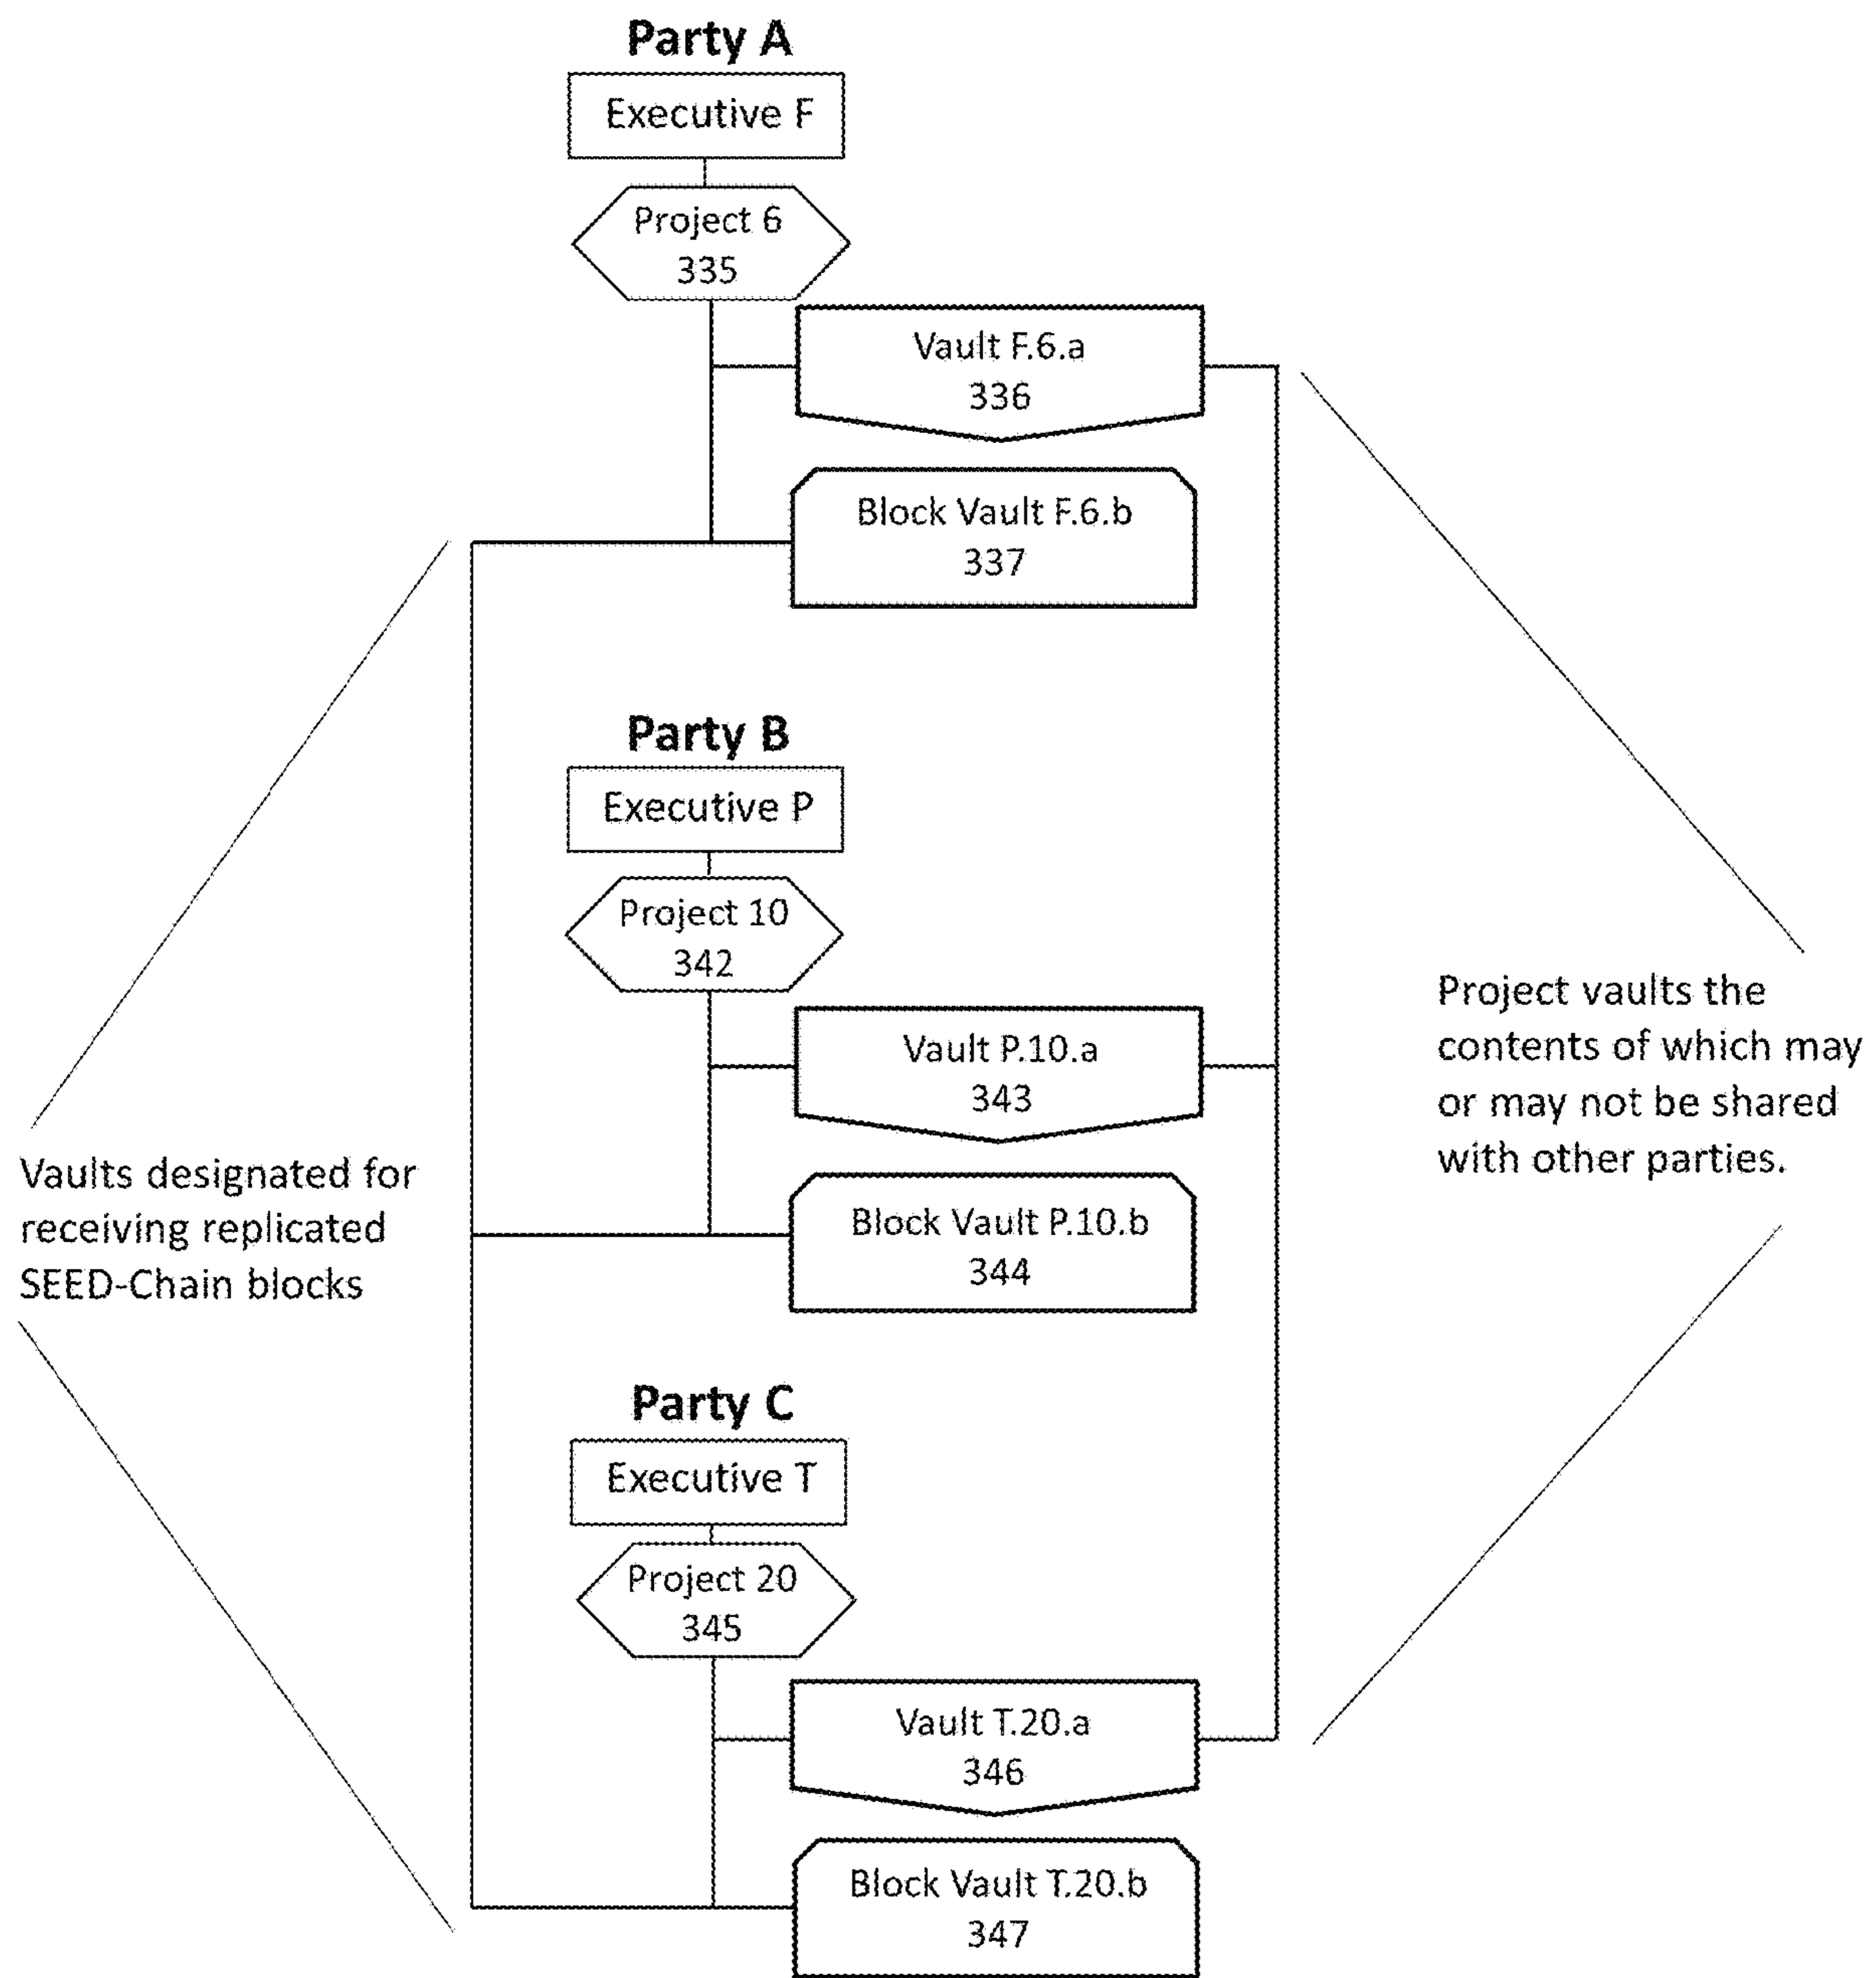 Party A
Executive F
Project 6
335
Vault F.6.a
336
Block Vault F.6.b
337
Party B
Executive P
Project 10
342
Vault P.10.a
343
Block Vault P.10.b
344
Project vaults the
contents of which may
or may not be shared
with other parties.
Vaults designated for
receiving replicated
SEED-Chain blocks
Party C
Executive T
Project 20
345
Vault T.20.a
346
Block Vault T.20.b
347